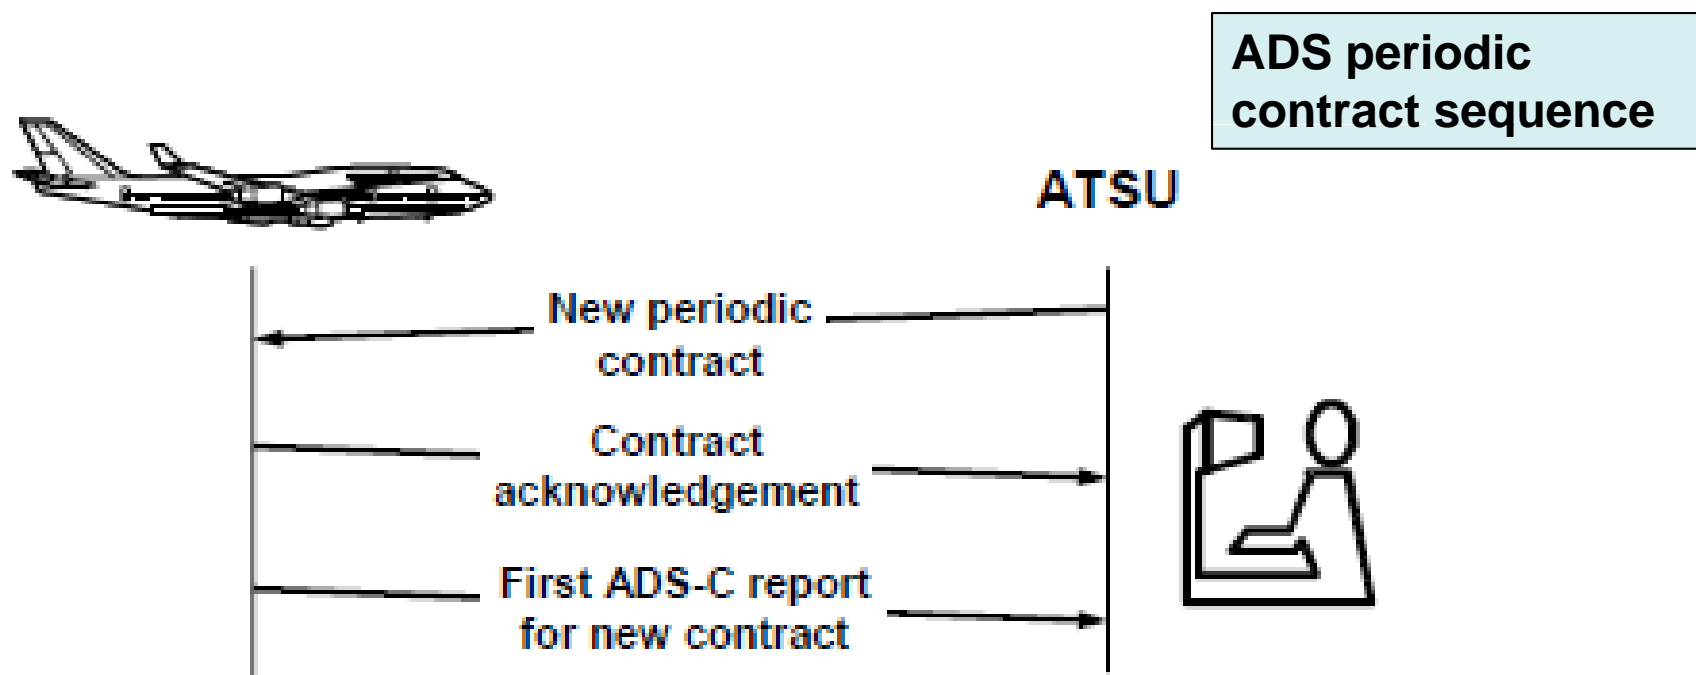 ADS periodic
contract sequence
ATSU
New periodic
contract
Contract
acknowledgement
First ADS-C report
for new contract